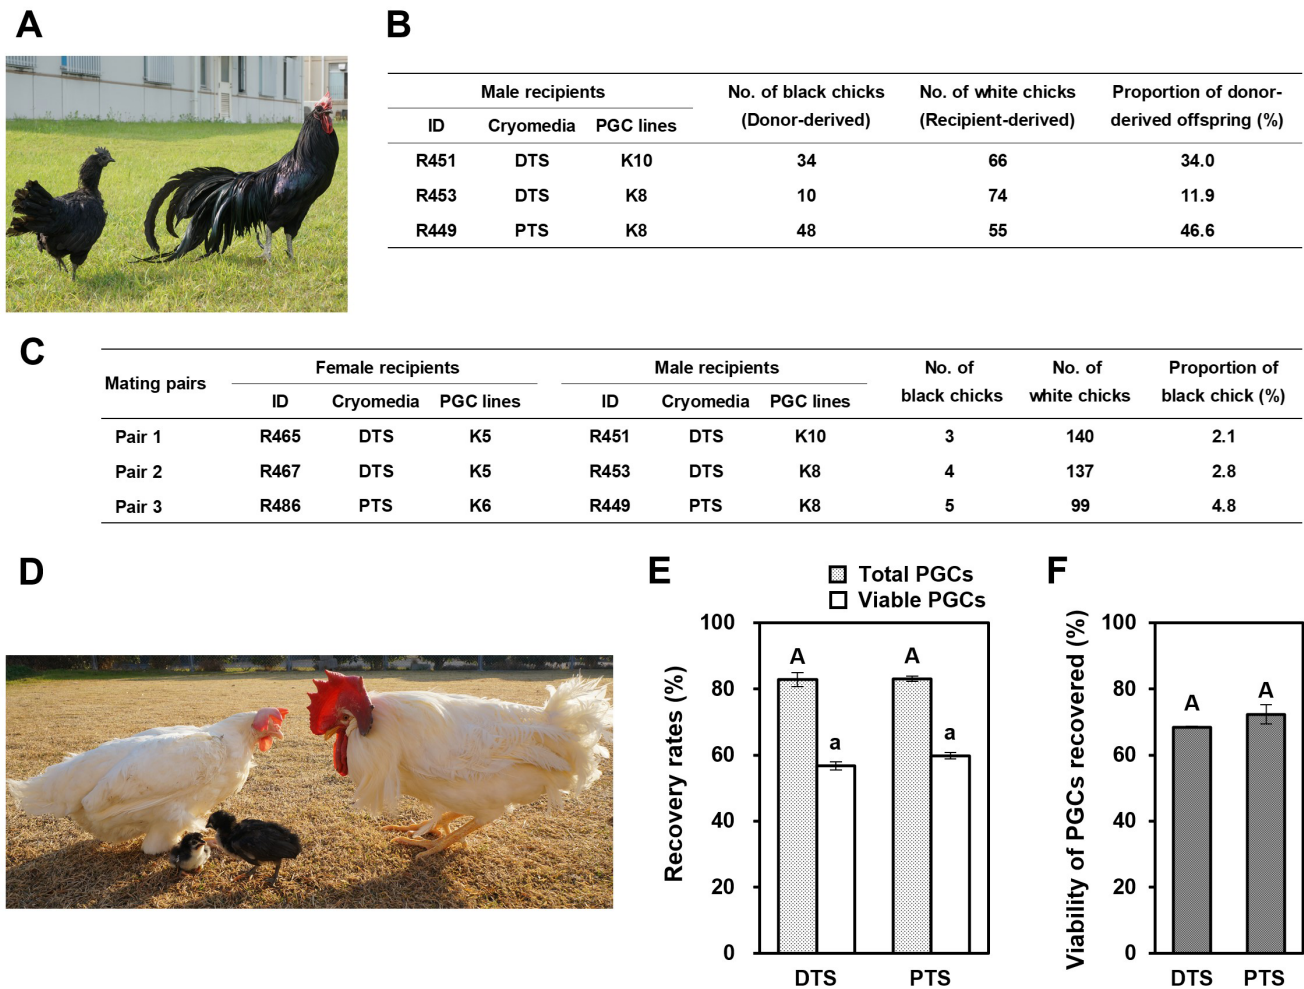 A
B
Male recipients
No. of black chicks
(Donor-derived)
No. of white chicks
(Recipient-derived)
Proportion of donor-
derived offspring (%)
ID Cryomedia PGC lines
R451 DTS K10 34 66 34.0
R453 DTS K8 10 74 11.9
R449 PTS K8 48 55 46.6
C
Mating pairs
Female recipients
Male recipients
No. of
black chicks
No. of
white chicks
Proportion of
black chick (%)
ID Cryomedia PGC lines ID Cryomedia PGC lines
Pair 1 R465 DTS K5 R451 DTS K10 3 140 2.1
Pair 2 R467 DTS K5 R453 DTS K8 4 137 2.8
Pair 3 R486 PTS K6 R449 PTS K8 5 99 4.8
D
E
Total PGCs
Viable PGCs
Recovery rates (%)
100
80
60
40
20
0
A
a
A
a
DTS PTS
F
Viability of PGCs recovered (%)
100
80
60
40
20
0
A
A
DTS PTS